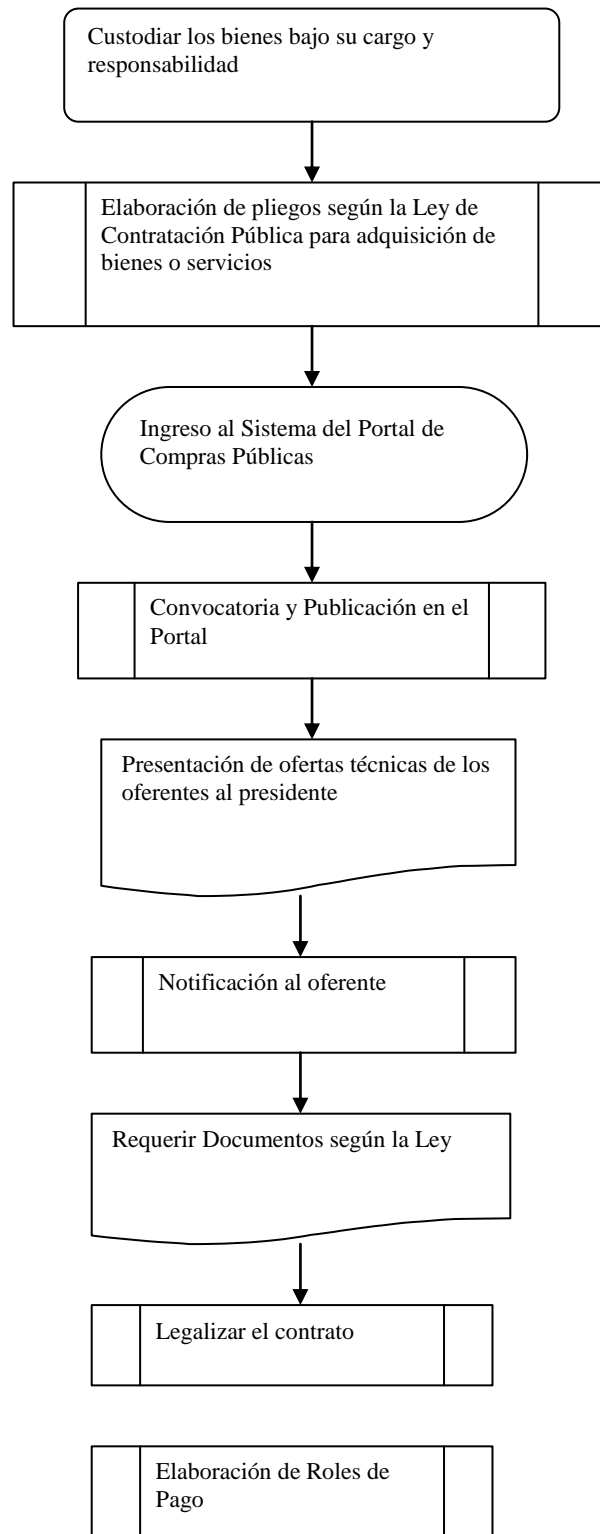 Custodiar los bienes bajo su cargo y
responsabilidad
Elaboración de pliegos según la Ley de
Contratación Pública para adquisición de
bienes o servicios
Ingreso al Sistema del Portal de
Compras Públicas
Convocatoria y Publicación en el
Portal
Presentación de ofertas técnicas de los
oferentes al presidente
Notificación al oferente
Requerir Documentos según la Ley
Legalizar el contrato
Elaboración de Roles de
Pago